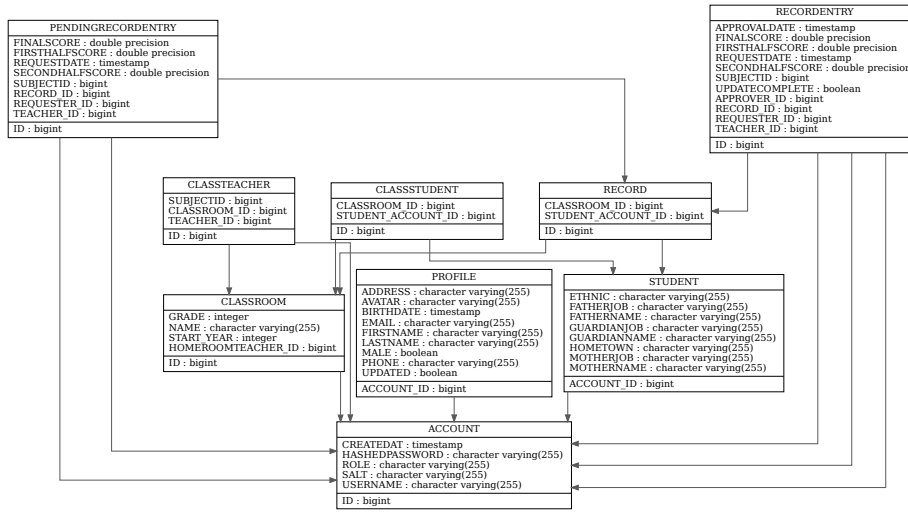 PENDINGRECORDENTRY
FINALSCORE : double precision
FIRSTHALFSCORE : double precision
REQUESTDATE : timestamp
SECONDHALFSCORE : double precision
SUBJECTID : bigint
RECORD_ID : bigint
REQUESTER_ID : bigint
TEACHER_ID : bigint
ID : bigint
RECORDENTRY
APPROVALDATE : timestamp
FINALSCORE : double precision
FIRSTHALFSCORE : double precision
REQUESTDATE : timestamp
SECONDHALFSCORE : double precision
SUBJECTID : bigint
UPDATECOMPLETE : boolean
APPROVER_ID : bigint
RECORD_ID : bigint
REQUESTER_ID : bigint
TEACHER_ID : bigint
ID : bigint
CLASSTEACHER
SUBJECTID : bigint
CLASSROOM_ID : bigint
TEACHER_ID : bigint
ID : bigint
CLASSSTUDENT
CLASSROOM_ID : bigint
STUDENT_ACCOUNT_ID : bigint
ID : bigint
RECORD
CLASSROOM_ID : bigint
STUDENT_ACCOUNT_ID : bigint
ID : bigint
CLASSROOM
GRADE : integer
NAME : character varying(255)
START_YEAR : integer
HOMEROOMTEACHER_ID : bigint
ID : bigint
PROFILE
ADDRESS : character varying(255)
AVATAR : character varying(255)
BIRTHDATE : timestamp
EMAIL : character varying(255)
FIRSTNAME : character varying(255)
LASTNAME : character varying(255)
MALE : boolean
PHONE : character varying(255)
UPDATED : boolean
ACCOUNT_ID : bigint
STUDENT
ETHNIC : character varying(255)
FATHERJOB : character varying(255)
FATHERNAME : character varying(255)
GUARDIANJOB : character varying(255)
GUARDIANNAME : character varying(255)
HOMETOWN : character varying(255)
MOTHERJOB : character varying(255)
MOTHERNAME : character varying(255)
ACCOUNT_ID : bigint
ACCOUNT
CREATEDAT : timestamp
HASHEDPASSWORD : character varying(255)
ROLE : character varying(255)
SALT : character varying(255)
USERNAME : character varying(255)
ID : bigint